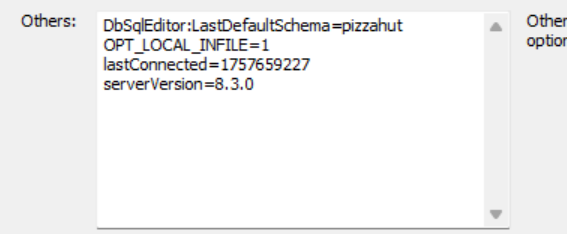 Others:
DbSqlEditor:LastDefaultSchema=pizzahut
OPT_LOCAL_INFILE=1
lastConnected=1757659227
serverVersion=8.3.0
Other
option